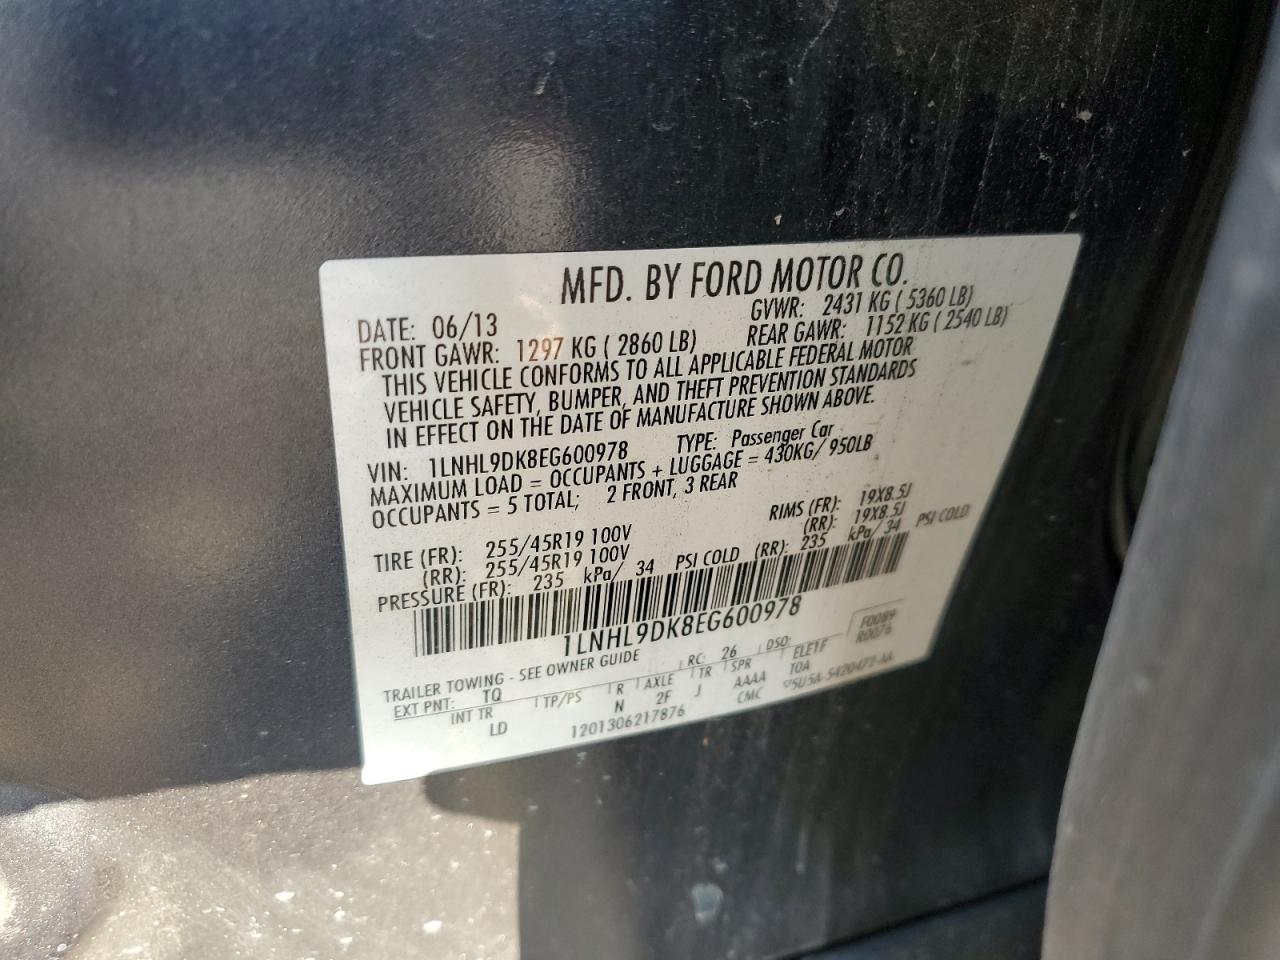 MFD. BY FORD MOTOR CO.
DATE: 06/13 GVWR: 2431 KG ( 5360 LB)
FRONT GAWR: 1297 KG ( 2860 LB) REAR GAWR: 1152 KG ( 2540 LB)
THIS VEHICLE CONFORMS TO ALL APPLICABLE FEDERAL MOTOR
VEHICLE SAFETY, BUMPER, AND THEFT PREVENTION STANDARDS
IN EFFECT ON THE DATE OF MANUFACTURE SHOWN ABOVE.
VIN: 1LNHL9DK8EG600978 TYPE: Passenger Car
MAXIMUM LOAD = OCCUPANTS + LUGGAGE = 430KG/ 950LB
OCCUPANTS = 5 TOTAL; 2 FRONT, 3 REAR
TIRE (FR): 255/45R19 100V RIMS (FR): 19X8.5J
(RR): 255/45R19 100V (RR): 19X8.5J
PRESSURE (FR): 235 kPa/ 34 PSI COLD (RR): 235 kPa/ 34 PSI COLD
1LNHL9DK8EG600978
F0089
R0076
TRAILER TOWING - SEE OWNER GUIDE
EXT PNT: TQ RC: 26 DSO:
INT TR TP/PS R AXLE TR SPR ELE1F
LD N 2F J AAAA TOA
1201306217876 CMC